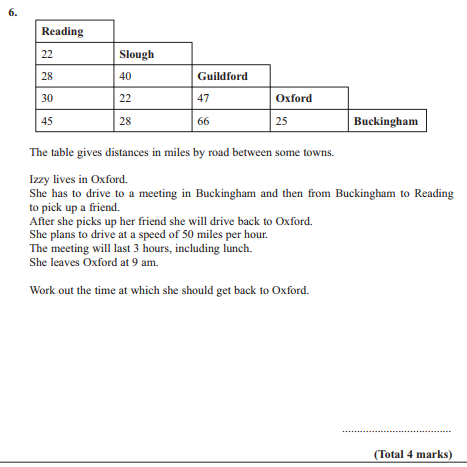 6.
Reading
22 Slough
28 40 Guildford
30 22 47 Oxford
45 28 66 25 Buckingham
The table gives distances in miles by road between some towns.
Izzy lives in Oxford.
She has to drive to a meeting in Buckingham and then from Buckingham to Reading
to pick up a friend.
After she picks up her friend she will drive back to Oxford.
She plans to drive at a speed of 50 miles per hour.
The meeting will last 3 hours, including lunch.
She leaves Oxford at 9 am.
Work out the time at which she should get back to Oxford.
.....................................
(Total 4 marks)